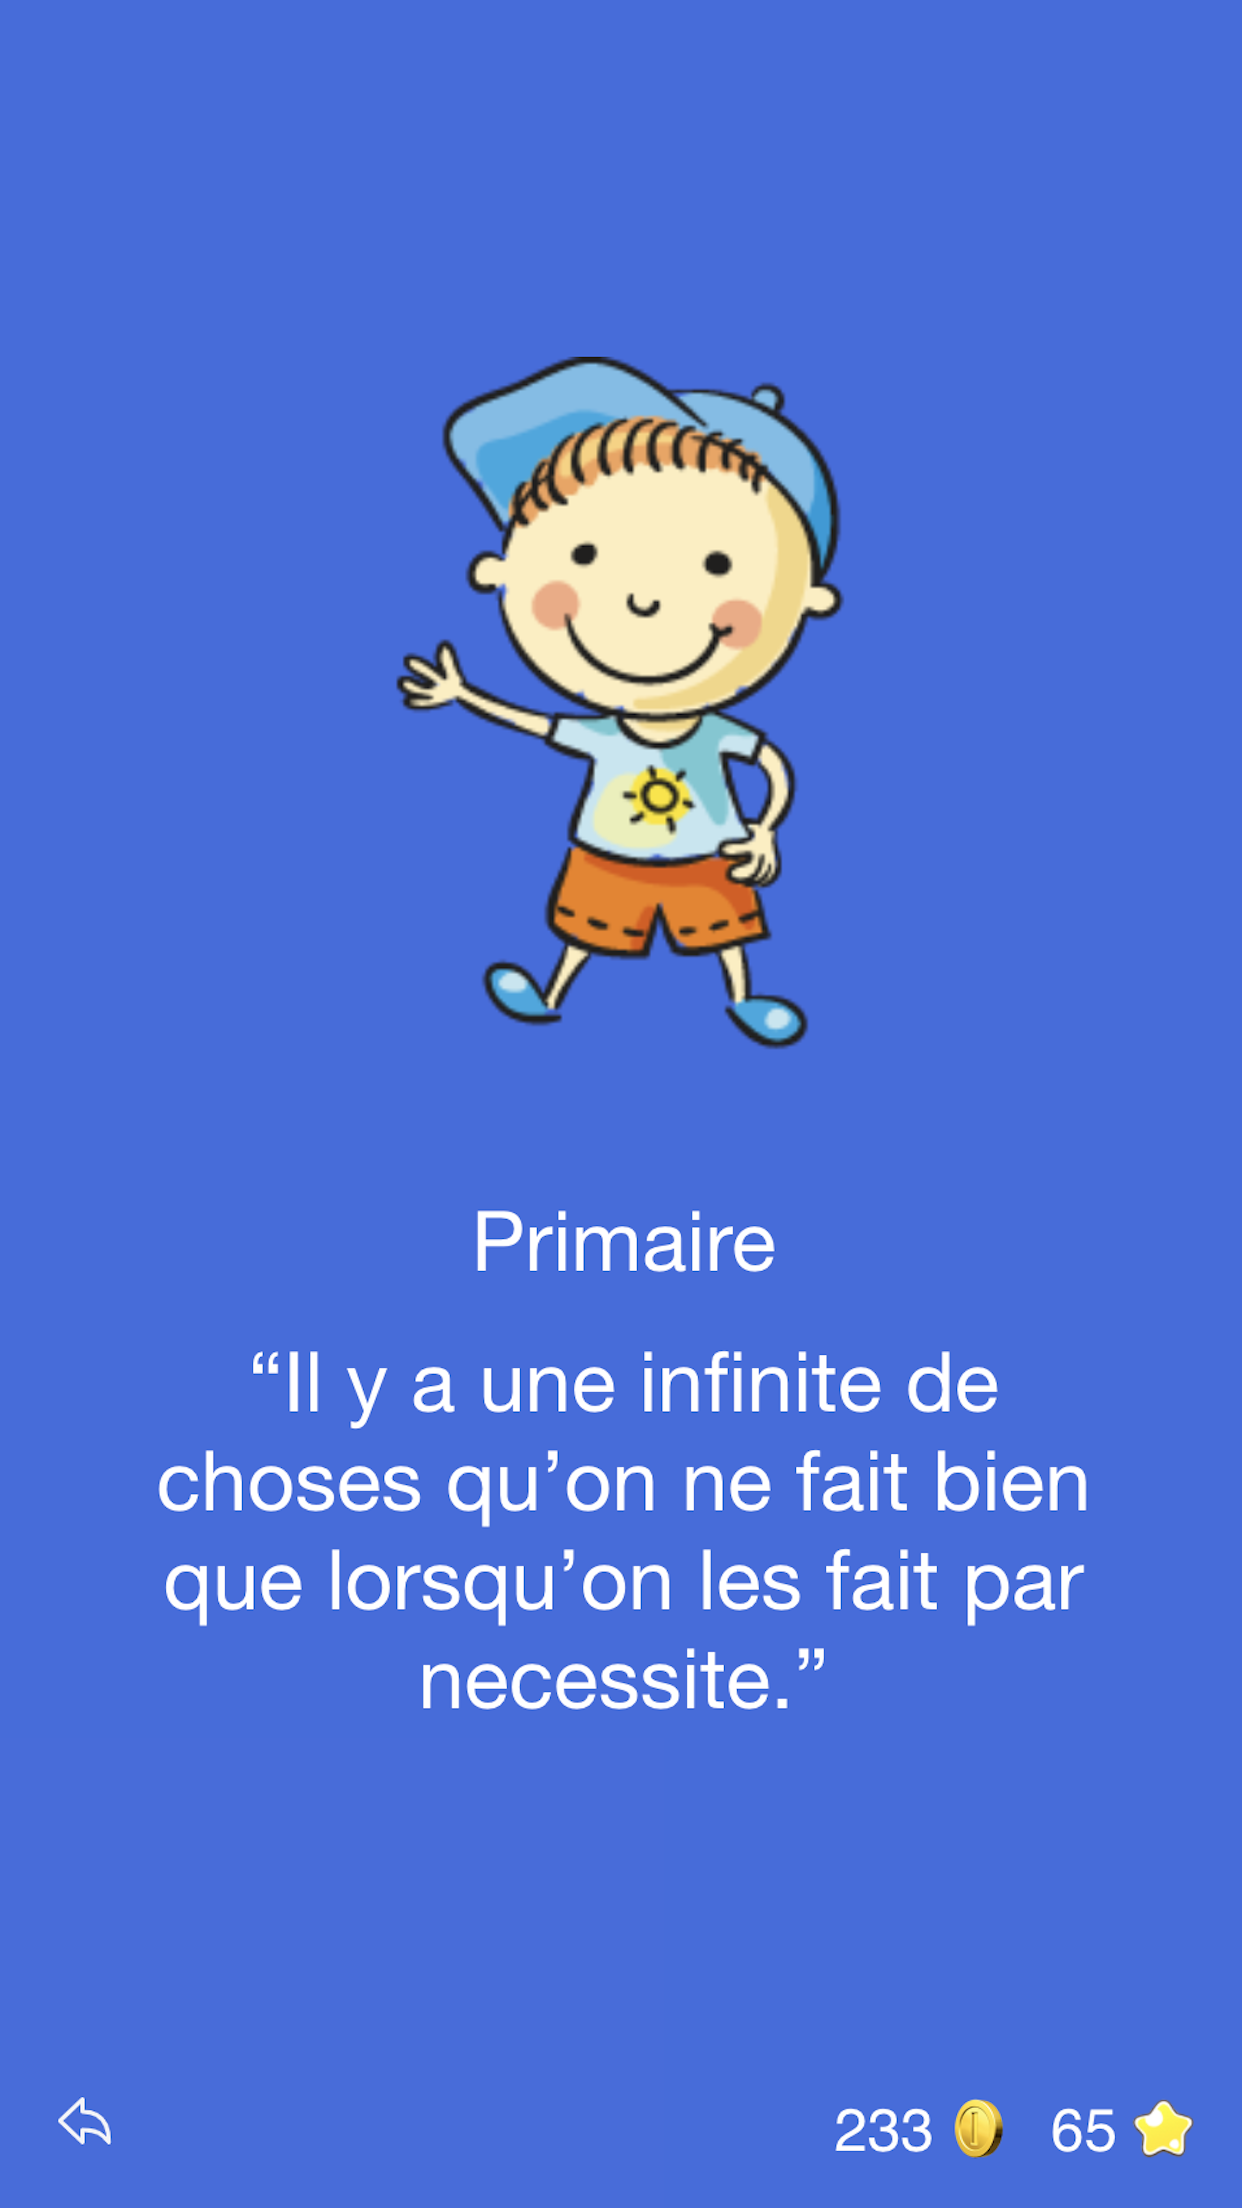 Primaire
“Il y a une infinite de
choses qu’on ne fait bien
que lorsqu’on les fait par
necessite.”
233 65